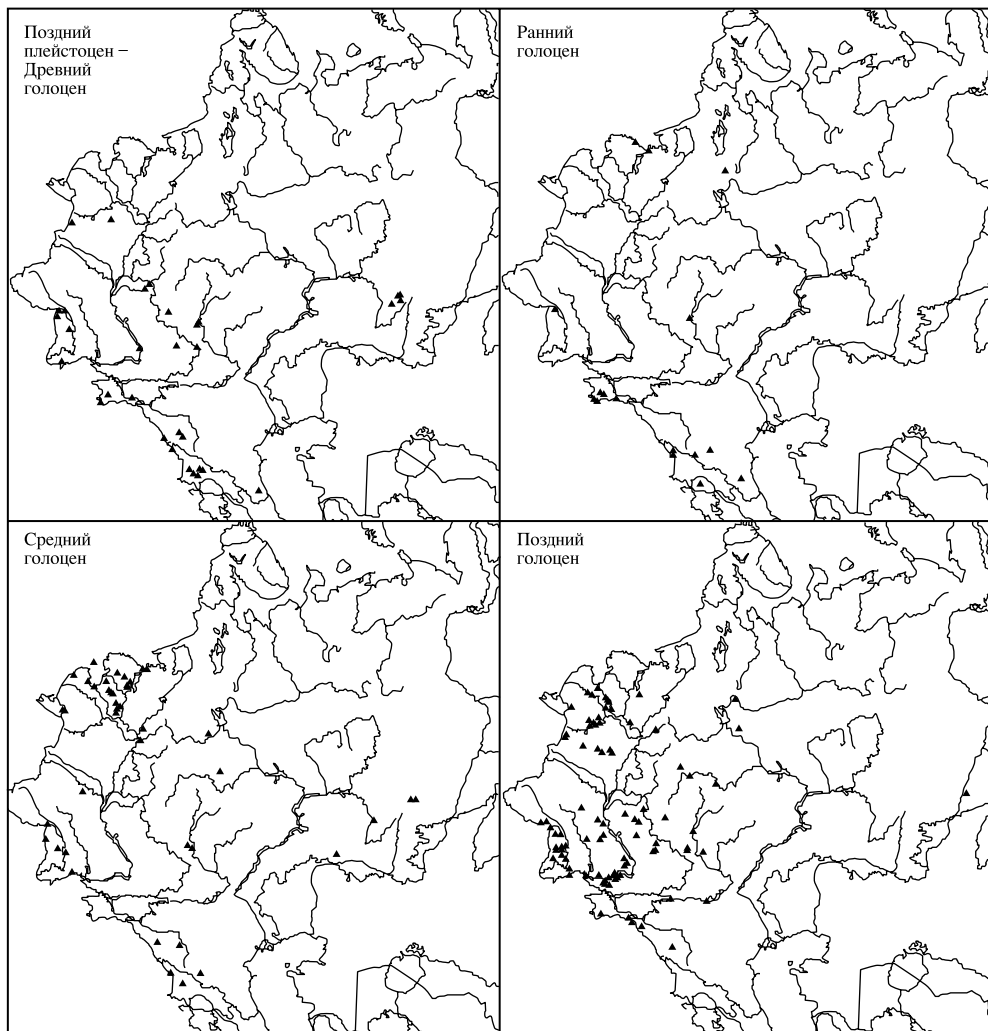 Поздний
плейстоцен –
Древний
голоцен
Ранний
голоцен
Средний
голоцен
Поздний
голоцен